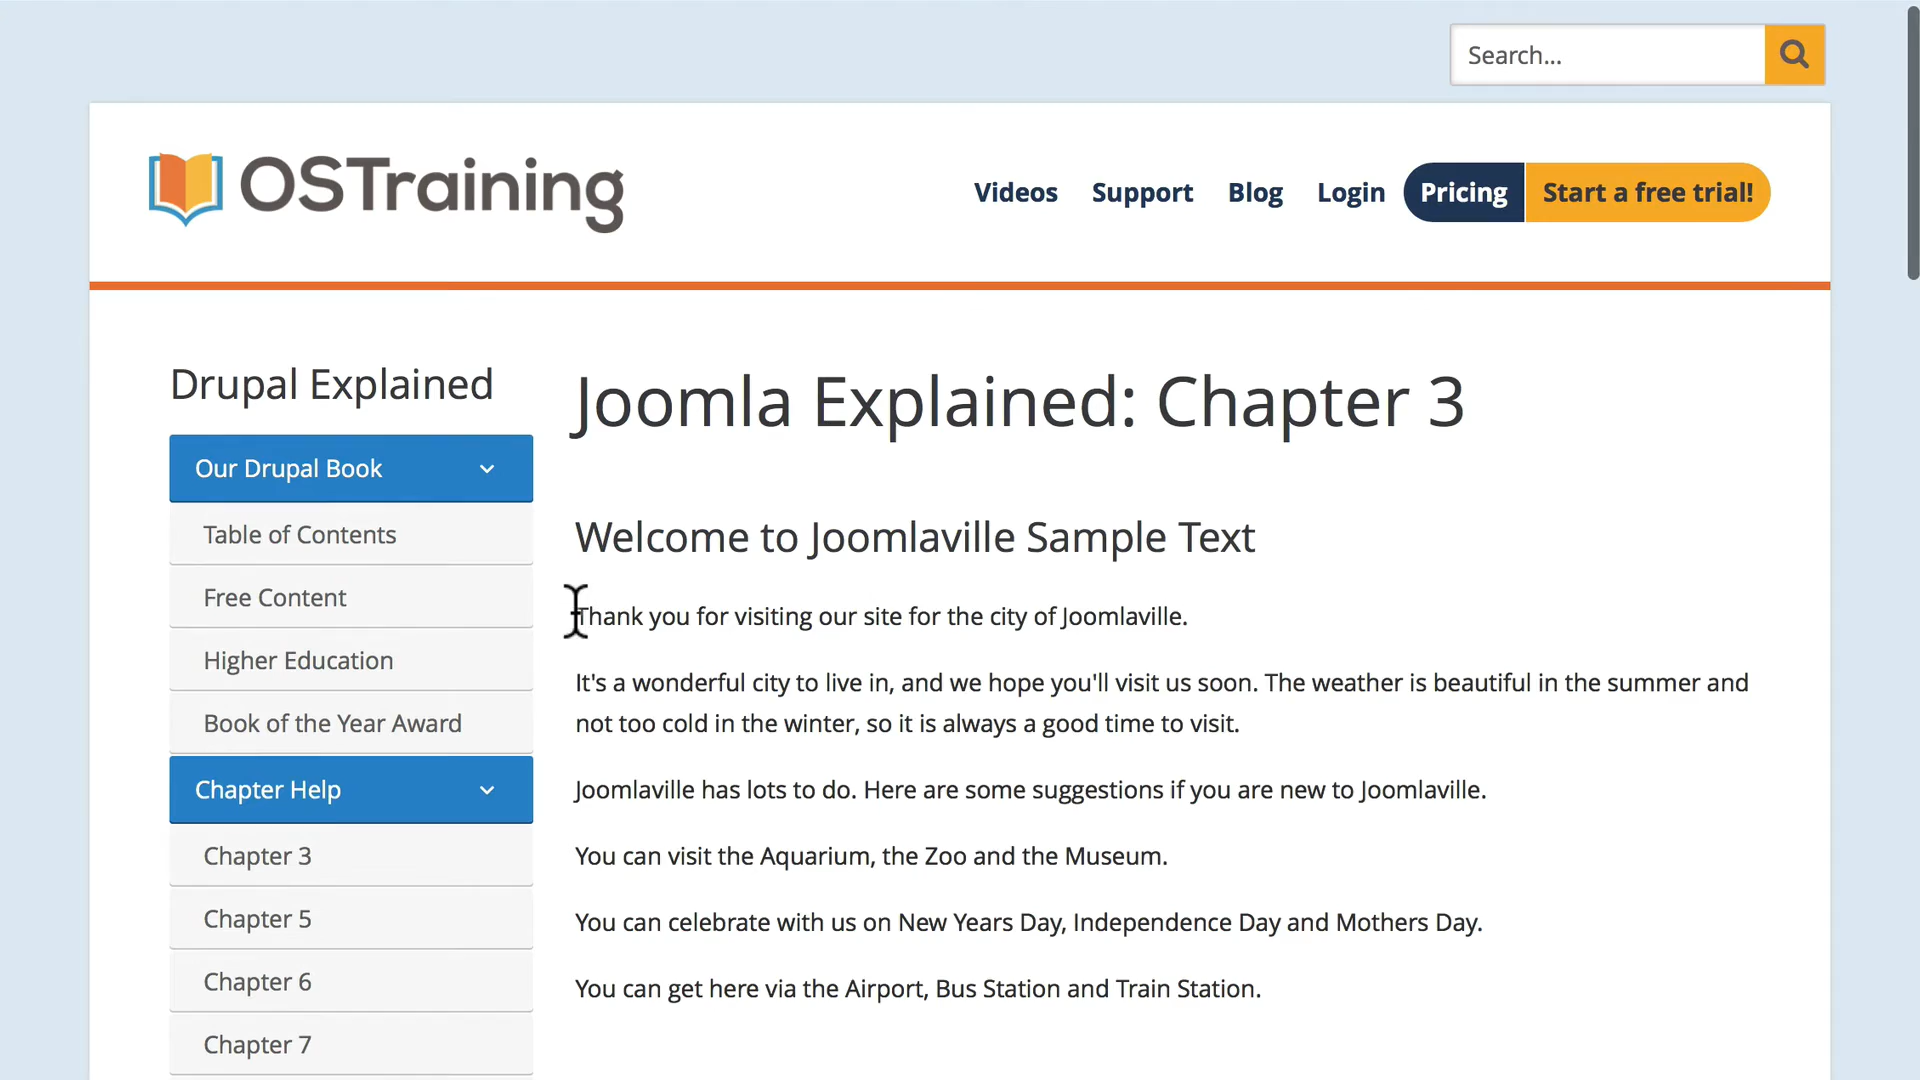 Search...
OSTraining
Videos Support Blog Login Pricing Start a free trial!
Drupal Explained
Our Drupal Book
Table of Contents
Free Content
Higher Education
Book of the Year Award
Chapter Help
Chapter 3
Chapter 5
Chapter 6
Chapter 7
Joomla Explained: Chapter 3
Welcome to Joomlaville Sample Text
Thank you for visiting our site for the city of Joomlaville.
It's a wonderful city to live in, and we hope you'll visit us soon. The weather is beautiful in the summer and
not too cold in the winter, so it is always a good time to visit.
Joomlaville has lots to do. Here are some suggestions if you are new to Joomlaville.
You can visit the Aquarium, the Zoo and the Museum.
You can celebrate with us on New Years Day, Independence Day and Mothers Day.
You can get here via the Airport, Bus Station and Train Station.